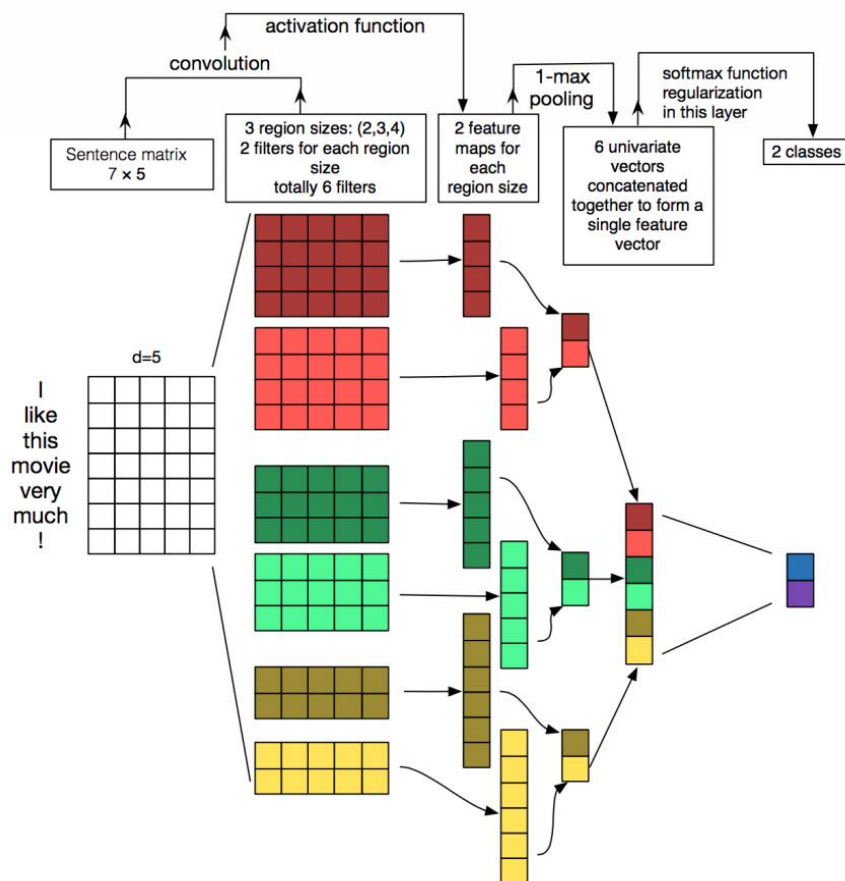 activation function
convolution
1-max
pooling
softmax function
regularization
in this layer
Sentence matrix
7 × 5
3 region sizes: (2,3,4)
2 filters for each region
size
totally 6 filters
2 feature
maps for
each
region size
6 univariate
vectors
concatenated
together to form a
single feature
vector
2 classes
d=5
I
like
this
movie
very
much
!